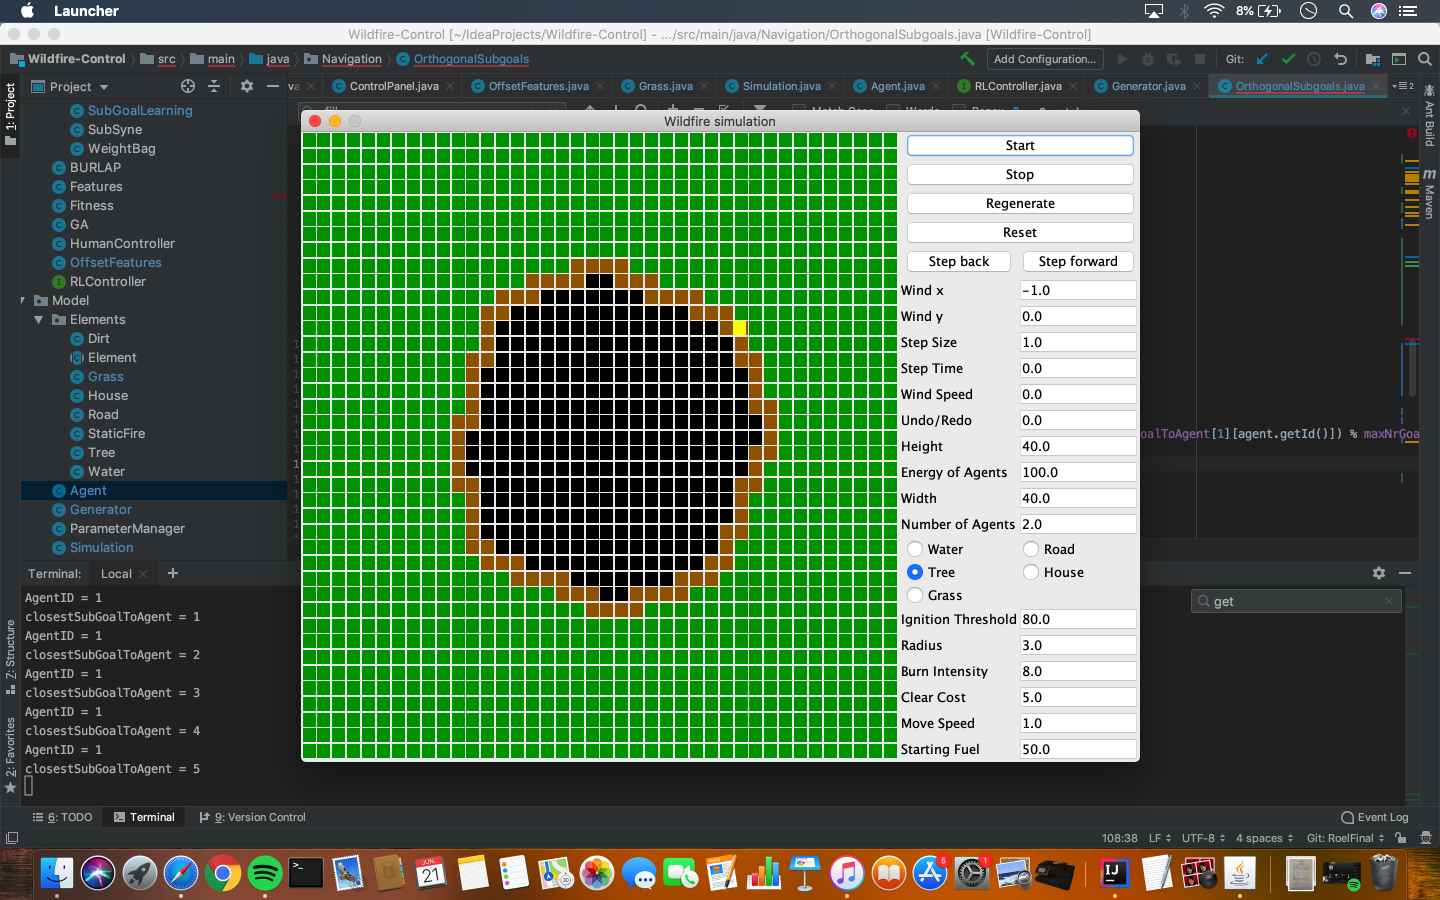 Launcher
8%
Wildfire-Control [~/IdeaProjects/Wildfire-Control] - .../src/main/java/Navigation/OrthogonalSubgoals.java [Wildfire-Control]
Wildfire-Control src main java Navigation OrthogonalSubgoals
Add Configuration...
Git:
Project
ControlPanel.java
OffsetFeatures.java
Grass.java
Simulation.java
Agent.java
RLController.java
Generator.java
OrthogonalSubgoals.java
2
1: Project
SubGoalLearning
SubSyne
WeightBag
BURLAP
Features
Fitness
GA
HumanController
OffsetFeatures
RLController
Model
Elements
Dirt
Element
Grass
House
Road
StaticFire
Tree
Water
Agent
Generator
ParameterManager
Simulation
Wildfire simulation
Start
Stop
Regenerate
Reset
Step back
Step forward
Wind x -1.0
Wind y 0.0
Step Size 1.0
Step Time 0.0
Wind Speed 0.0
Undo/Redo 0.0
Height 40.0
Energy of Agents 100.0
Width 40.0
Number of Agents 2.0
Water Road
Tree House
Grass
Ignition Threshold 80.0
Radius 3.0
Burn Intensity 8.0
Clear Cost 5.0
Move Speed 1.0
Starting Fuel 50.0
Ant Build
m Maven
oalToAgent[1][agent.getId()]) % maxNrGoa
Terminal: Local
get
AgentID = 1
closestSubGoalToAgent = 1
AgentID = 1
closestSubGoalToAgent = 2
AgentID = 1
closestSubGoalToAgent = 3
AgentID = 1
closestSubGoalToAgent = 4
AgentID = 1
closestSubGoalToAgent = 5
Z: Structure
2: Favorites
6: TODO
Terminal
9: Version Control
Event Log
108:38 LF UTF-8 4 spaces Git: RoelFinal
JUN
21
5
1
IJ